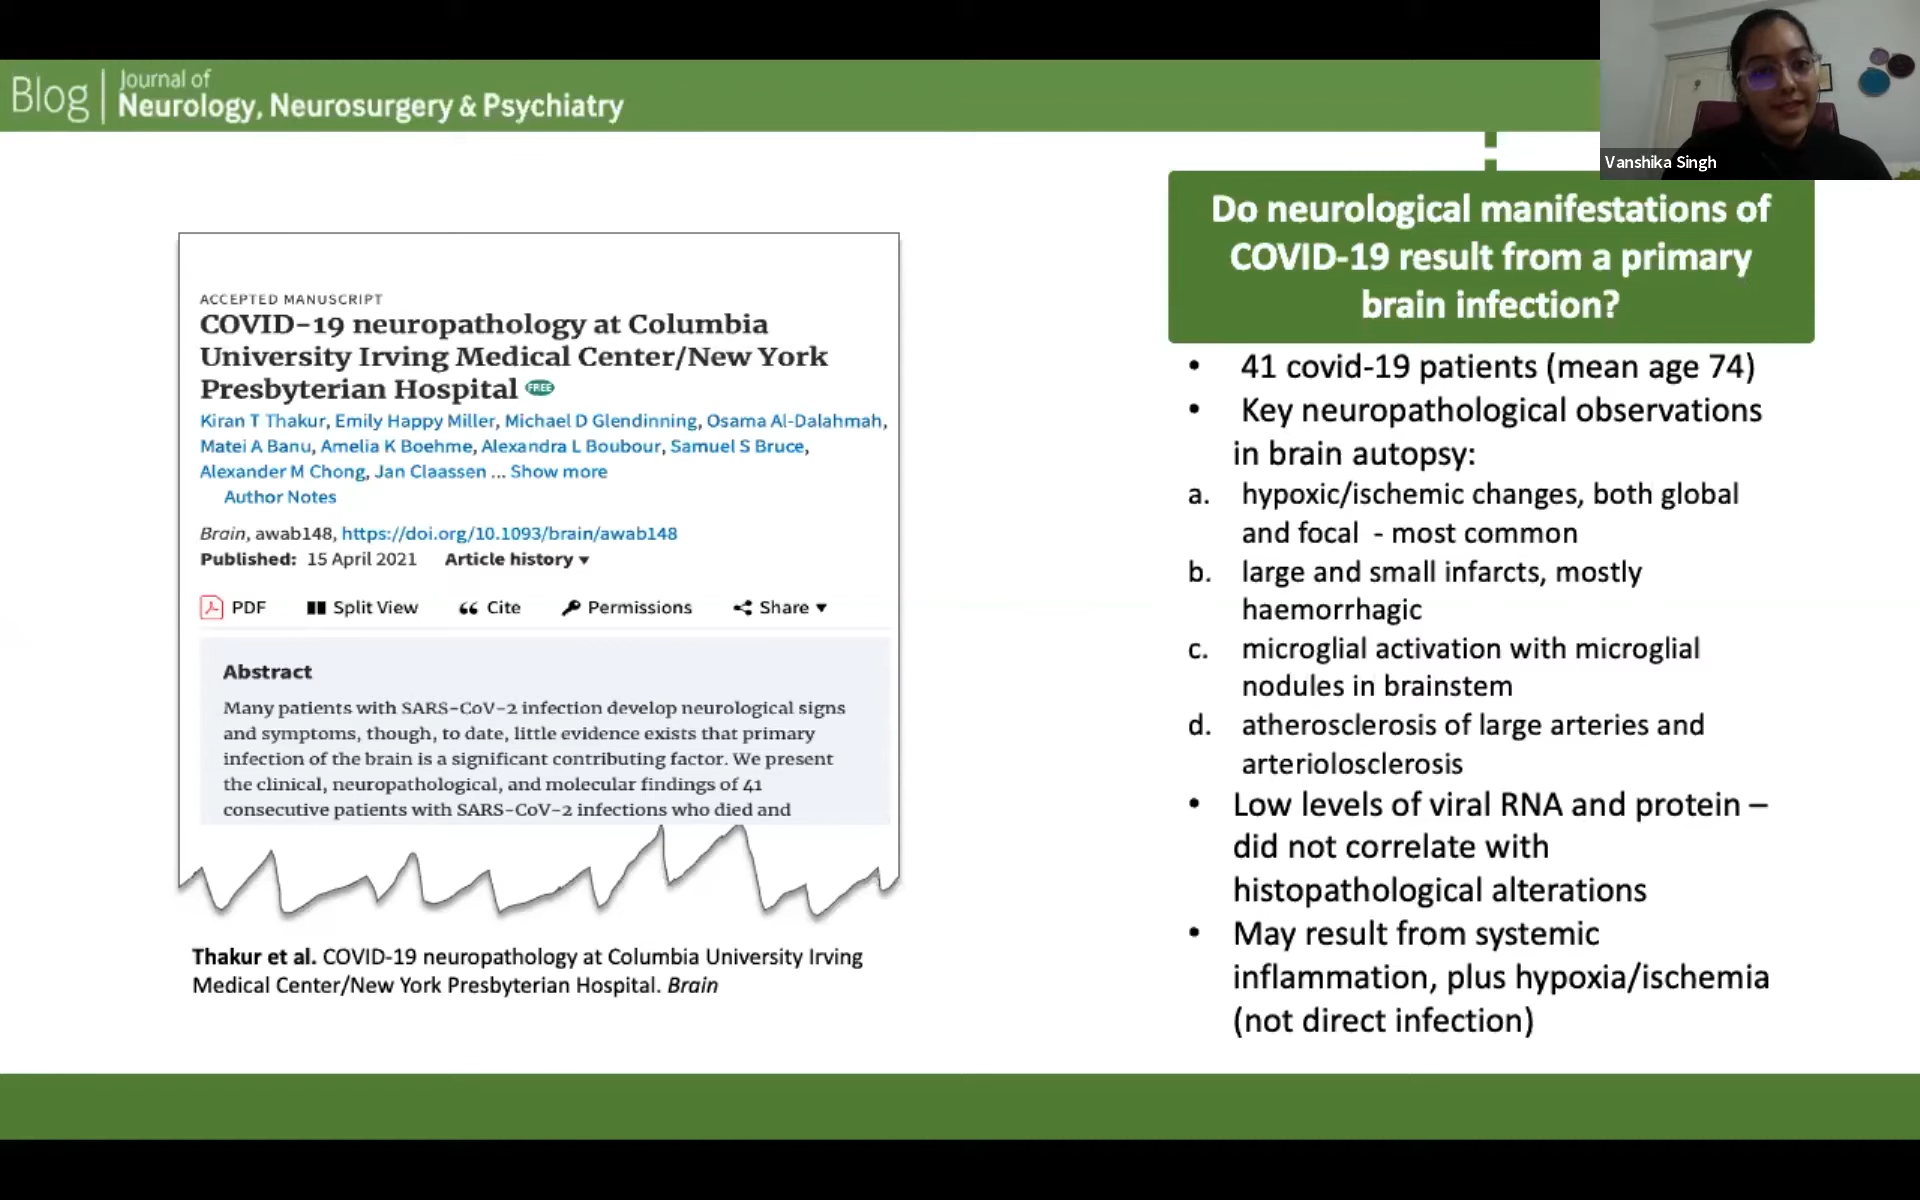 Blog | Journal of
Neurology, Neurosurgery & Psychiatry
Vanshika Singh
ACCEPTED MANUSCRIPT
COVID-19 neuropathology at Columbia
University Irving Medical Center/New York
Presbyterian Hospital FREE
Kiran T Thakur, Emily Happy Miller, Michael D Glendinning, Osama Al-Dalahmah,
Matei A Banu, Amelia K Boehme, Alexandra L Boubour, Samuel S Bruce,
Alexander M Chong, Jan Claassen ... Show more
Author Notes
Brain, awab148, https://doi.org/10.1093/brain/awab148
Published: 15 April 2021 Article history ▼
PDF Split View Cite Permissions Share ▼
Abstract
Many patients with SARS-CoV-2 infection develop neurological signs
and symptoms, though, to date, little evidence exists that primary
infection of the brain is a significant contributing factor. We present
the clinical, neuropathological, and molecular findings of 41
consecutive patients with SARS-CoV-2 infections who died and
Thakur et al. COVID-19 neuropathology at Columbia University Irving
Medical Center/New York Presbyterian Hospital. Brain
Do neurological manifestations of
COVID-19 result from a primary
brain infection?
• 41 covid-19 patients (mean age 74)
• Key neuropathological observations
in brain autopsy:
a. hypoxic/ischemic changes, both global
and focal - most common
b. large and small infarcts, mostly
haemorrhagic
c. microglial activation with microglial
nodules in brainstem
d. atherosclerosis of large arteries and
arteriolosclerosis
• Low levels of viral RNA and protein –
did not correlate with
histopathological alterations
• May result from systemic
inflammation, plus hypoxia/ischemia
(not direct infection)